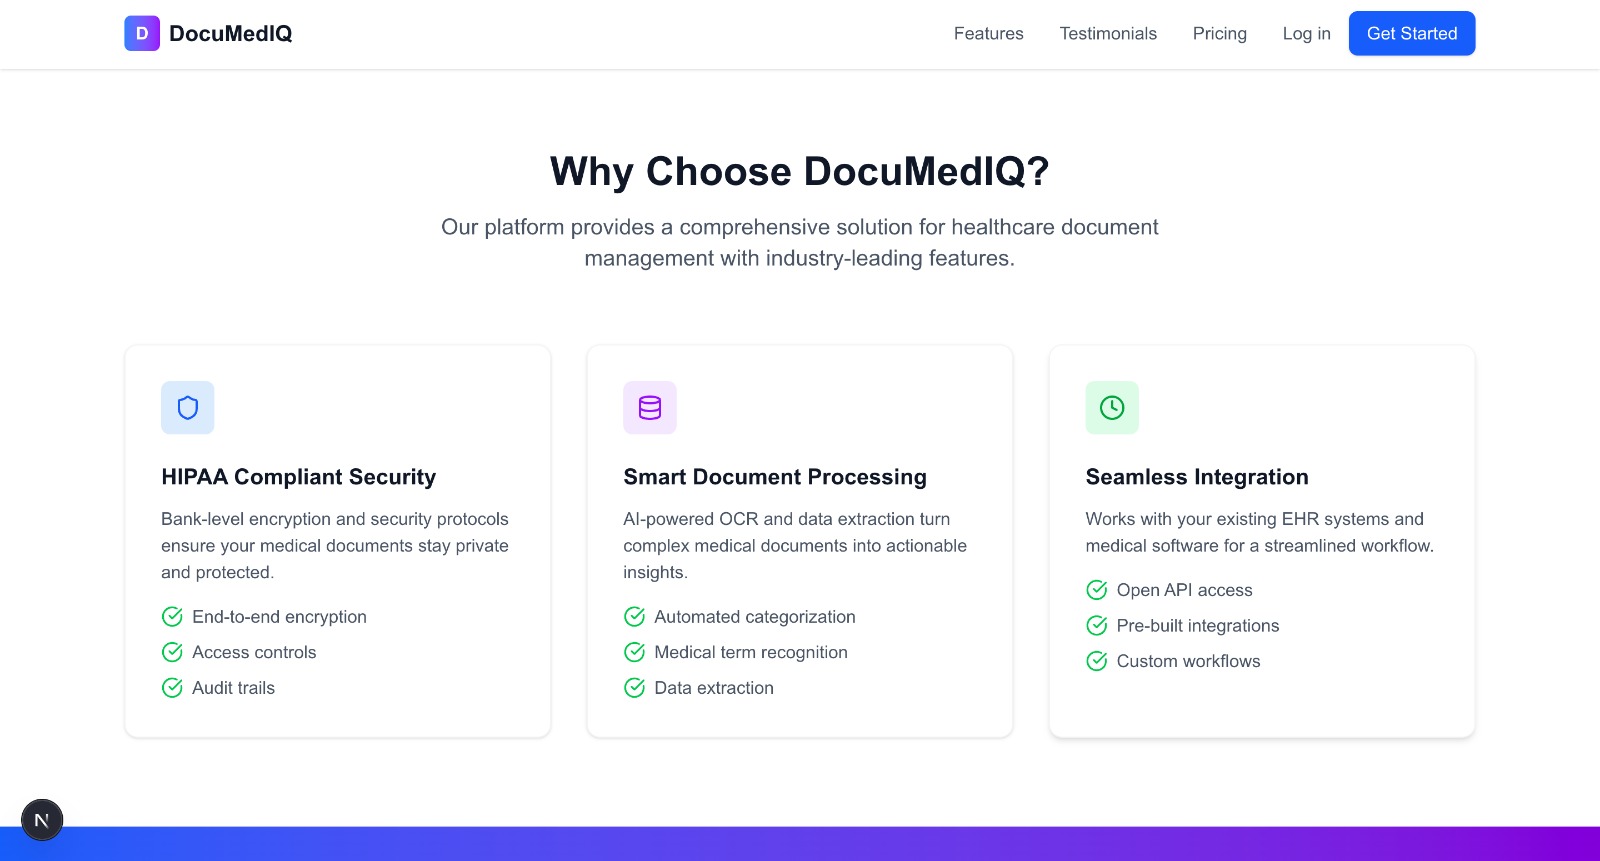 D DocuMedIQ
Features
Testimonials
Pricing
Log in
Get Started
Why Choose DocuMedIQ?
Our platform provides a comprehensive solution for healthcare document
management with industry-leading features.
HIPAA Compliant Security
Bank-level encryption and security protocols
ensure your medical documents stay private
and protected.
End-to-end encryption
Access controls
Audit trails
Smart Document Processing
AI-powered OCR and data extraction turn
complex medical documents into actionable
insights.
Automated categorization
Medical term recognition
Data extraction
Seamless Integration
Works with your existing EHR systems and
medical software for a streamlined workflow.
Open API access
Pre-built integrations
Custom workflows
N